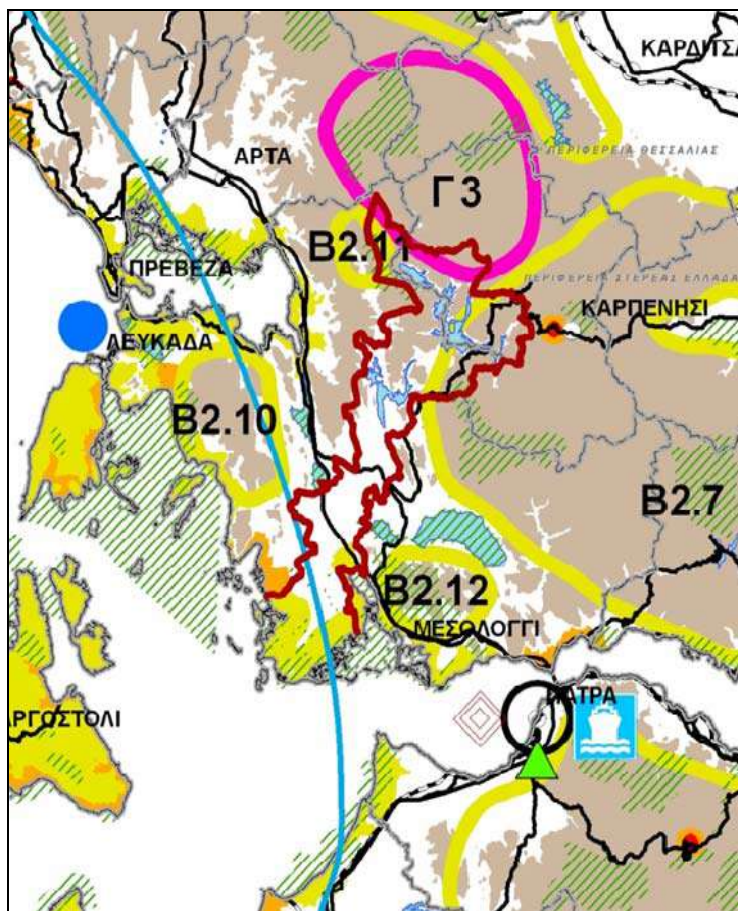 ΚΑΡΔΙΤΣΑ
ΑΡΤΑ
ΠΕΡΙΦΕΡΕΙΑ ΘΕΣΣΑΛΙΑΣ
Γ3
Β2.11
ΠΡΕΒΕΖΑ
ΠΕΡΙΦΕΡΕΙΑ ΣΤΕΡΕΑΣ ΕΛΛΑΔΑ
ΚΑΡΠΕΝΗΣΙ
ΛΕΥΚΑΔΑ
Β2.10
Β2.7
Β2.12
ΜΕΣΟΛΟΓΓΙ
ΠΑΤΡΑ
ΑΡΓΟΣΤΟΛΙ